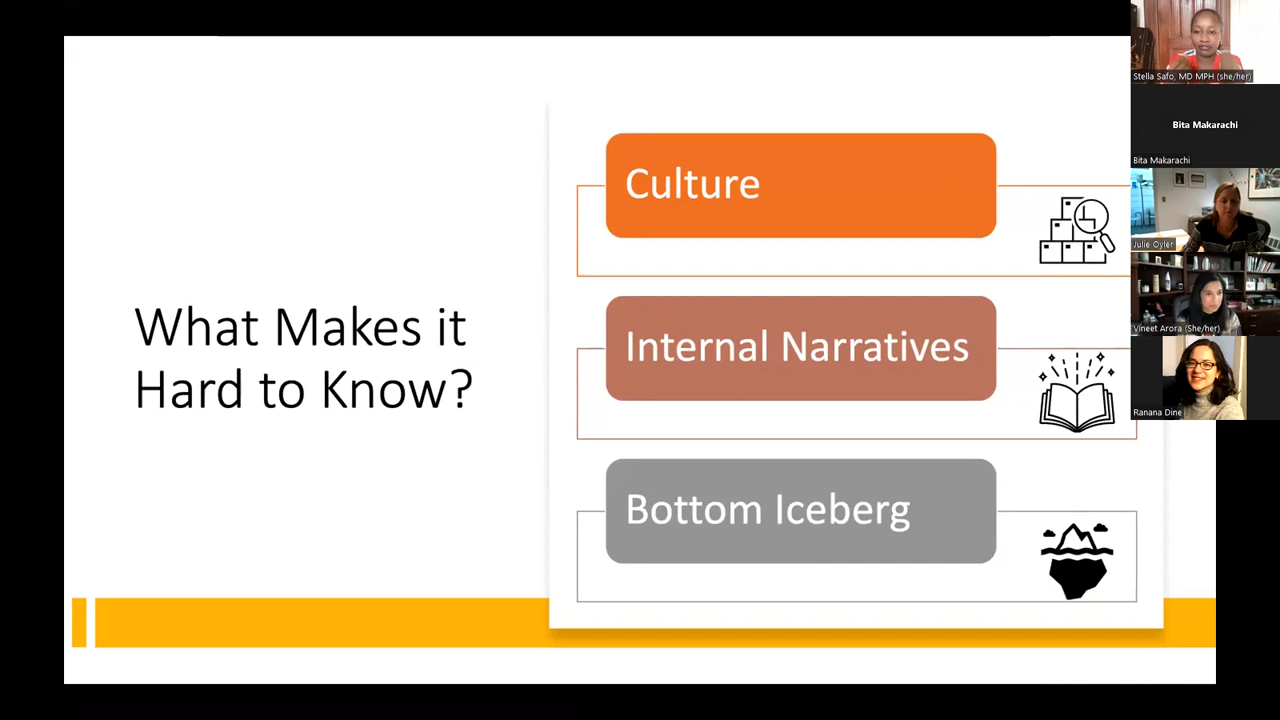 What Makes it
Hard to Know?
Culture
Internal Narratives
Bottom Iceberg
Stella Safo, MD MPH (she/her)
Bita Makarachi
Bita Makarachi
Julie Oyler
Vineet Arora (She/her)
Ranana Dine